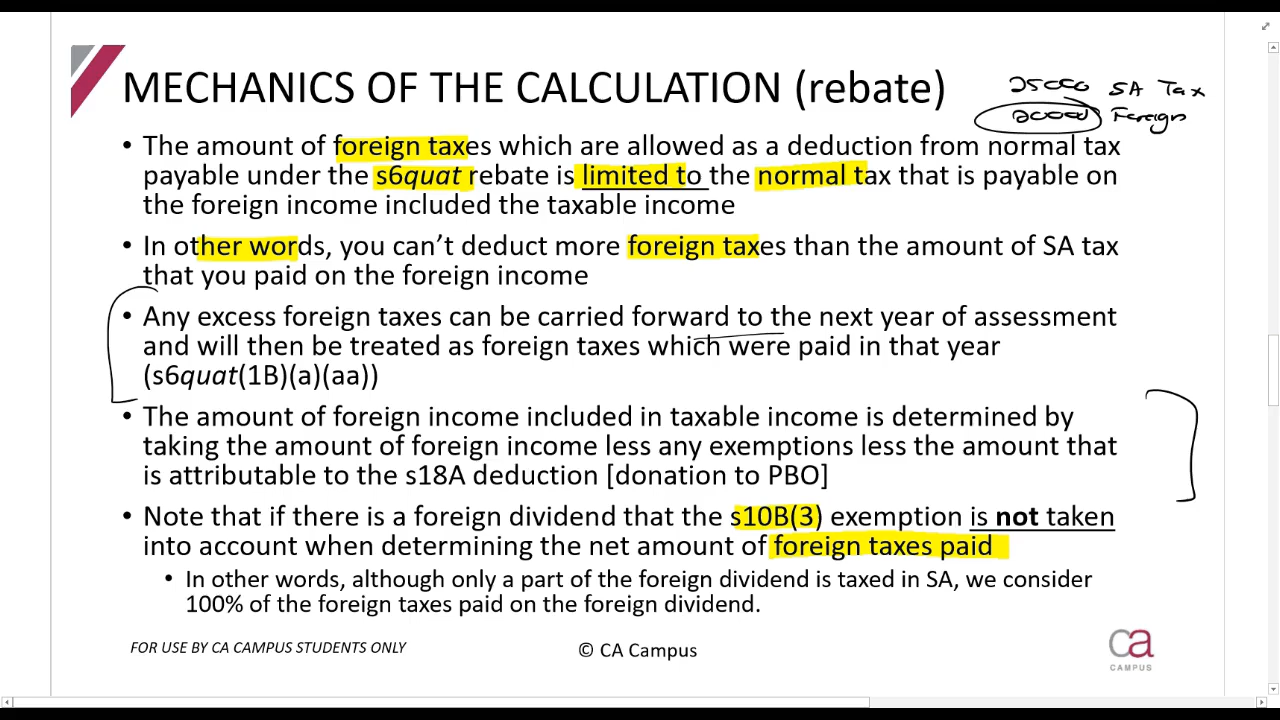 MECHANICS OF THE CALCULATION (rebate)
25000 SA Tax
20000 Foreign
• The amount of foreign taxes which are allowed as a deduction from normal tax
payable under the s6quat rebate is limited to the normal tax that is payable on
the foreign income included the taxable income
• In other words, you can’t deduct more foreign taxes than the amount of SA tax
that you paid on the foreign income
• Any excess foreign taxes can be carried forward to the next year of assessment
and will then be treated as foreign taxes which were paid in that year
(s6quat(1B)(a)(aa))
• The amount of foreign income included in taxable income is determined by
taking the amount of foreign income less any exemptions less the amount that
is attributable to the s18A deduction [donation to PBO]
• Note that if there is a foreign dividend that the s10B(3) exemption is not taken
into account when determining the net amount of foreign taxes paid
• In other words, although only a part of the foreign dividend is taxed in SA, we consider
100% of the foreign taxes paid on the foreign dividend.
FOR USE BY CA CAMPUS STUDENTS ONLY
© CA Campus
ca
CAMPUS